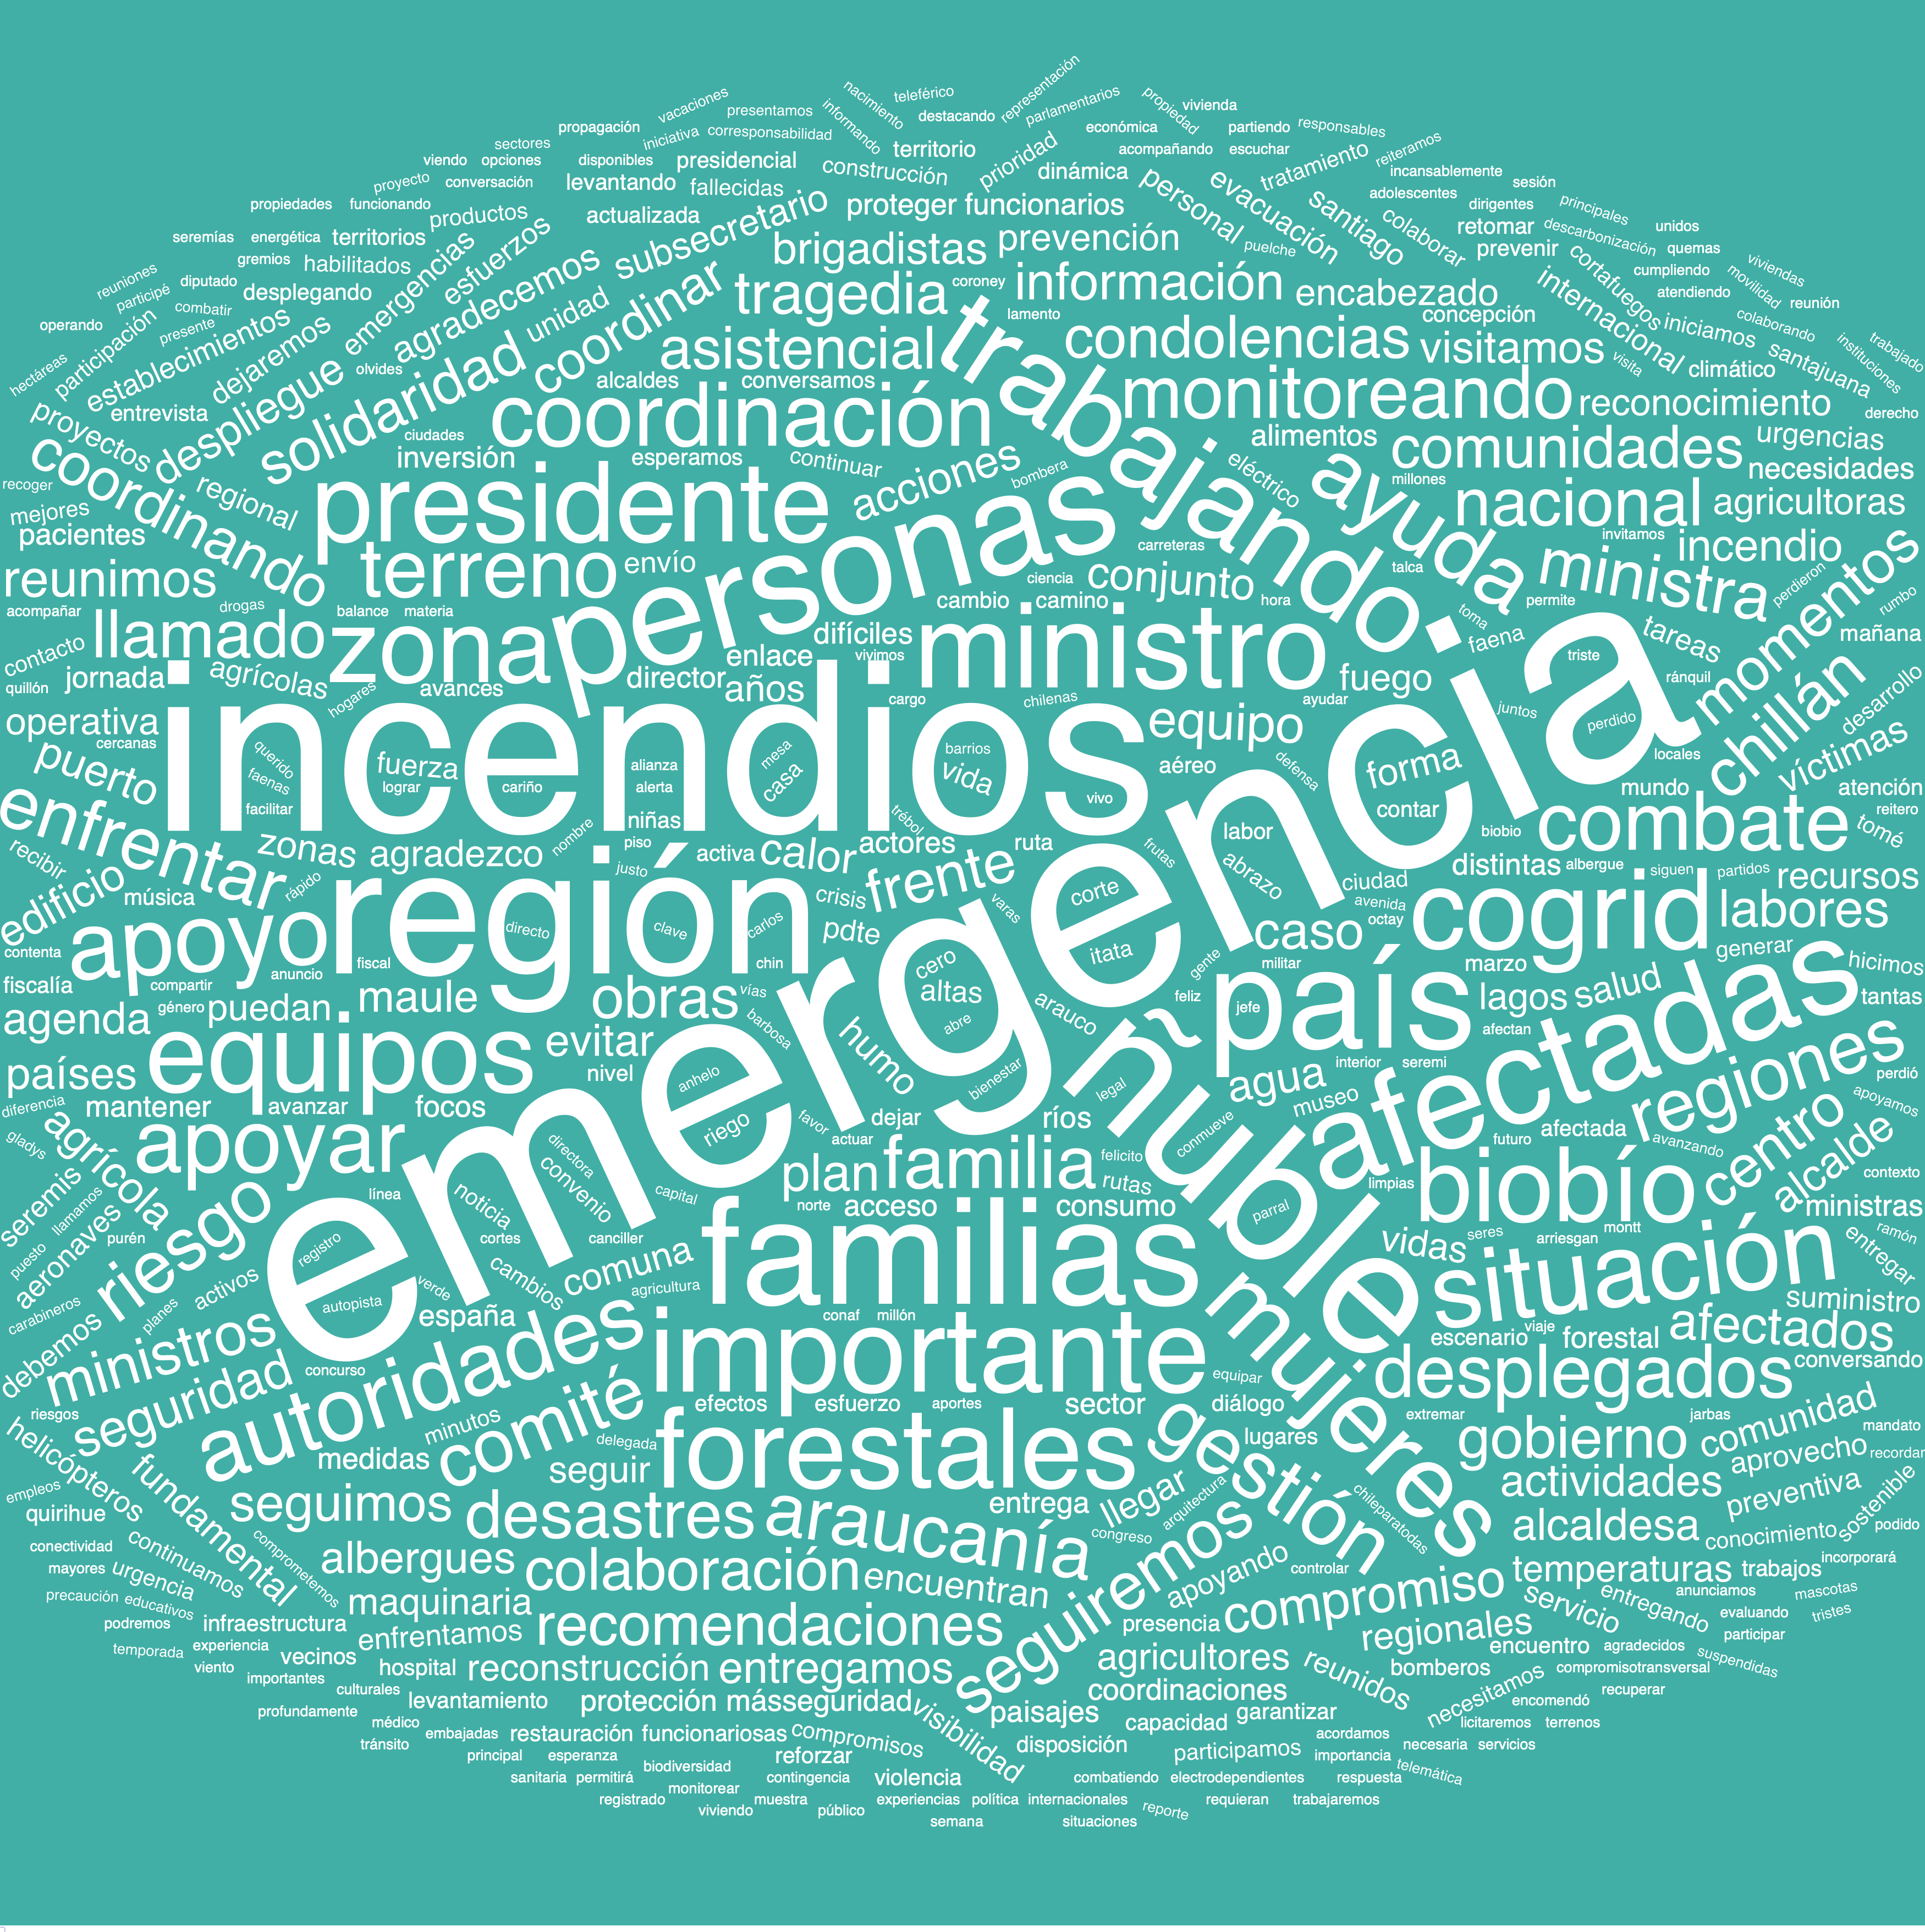 representación
teleférico
nacimiento
vacaciones
parlamentarios
propiedad
vivienda
presentamos
informando
destacando
propagación
iniciativa
corresponsabilidad
económica
partiendo
responsables
sectores
territorio
prioridad
acompañando
escuchar
reiteramos
viendo
opciones
disponibles
presidencial
construcción
dinámica
tratamiento
incansablemente
proyecto
conversación
levantando
fallecidas
personal
evacuación
adolescentes
sesión
propiedades
funcionando
productos
actualizada
subsecretario
proteger
funcionarios
santiago
colaborar
dirigentes
principales
seremías
energética
territorios
emergencias
esfuerzos
brigadistas
prevención
puelche
retomar
descarbonización
unidos
gremios
habilitados
agradecemos
prevenir
cortafuegos
quemas
reuniones
diputado
desplegando
tragedia
coroney
información
encabezado
internacional
cumpliendo
movilidad
viviendas
participé
combatir
unidad
coordinar
lamento
concepción
atendiendo
reunión
operando
participación
presente
establecimientos
dejaremos
despliegue
olvides
solidaridad
asistencial
trabajando
condolencias
visitamos
visita
iniciamos
colaborando
instituciones
trabajado
hectáreas
proyectos
entrevista
alcaldes
conversamos
monitoreando
reconocimiento
climático
santajuana
derecho
coordinando
ciudades
coordinación
alimentos
comunidades
urgencias
recoger
regional
inversión
esperamos
continuar
acciones
bombera
eléctrico
ayuda
millones
necesidades
mejores
pacientes
presidente
personas
carreteras
nacional
agricultoras
invitamos
incendio
reunimos
terreno
envío
ciencia
conjunto
talca
ministra
momentos
perdieron
acompañar
drogas
balance
materia
cambio
camino
hora
toma
permite
rumbo
contacto
llamado
zona
difíciles
vivimos
ministro
faena
tareas
mañana
quillón
jornada
agrícolas
avances
enlace
director
años
fuego
triste
ránquil
chillán
desarrollo
operativa
hogares
incendios
cargo
chilenas
ayudar
juntos
perdido
cercanas
querido
mesa
barrios
equipo
emergencia
locales
víctimas
puerto
faenas
fuerza
alianza
casa
vida
aéreo
defensa
forma
mundo
atención
facilitar
lograr
cariño
alerta
vivo
contar
combate
reitero
enfrentar
nombre
niñas
trébol
labor
biobio
tomé
recibir
zonas
agradezco
piso
activa
calor
actores
ruta
frutas
abrazo
distintas
albergue
siguen
partidos
recursos
edificio
música
rápido
región
justo
crisis
frente
corte
ciudad
avenida
cogrid
labores
contenta
apoyo
directo
clave
carlos
pdte
varas
octay
caso
generar
hicimos
fiscalía
compartir
anuncio
fiscal
chin
cero
itata
gente
militar
marzo
agenda
género
puedan
maule
obras
vías
altas
arauco
feliz
jefe
país
lagos
salud
tantas
países
equipos
evitar
barbosa
humo
abre
ñuble
interior
seremi
afectan
afectadas
regiones
perdió
diferencia
mantener
avanzar
focos
nivel
anhelo
bienestar
legal
agua
museo
apoyamos
gladys
agrícola
apoyar
riego
favor
dejar
actuar
ríos
conmueve
futuro
afectada
avanzando
centro
alcalde
contexto
seremis
llamamos
línea
directora
convenio
capital
plan
familia
felicito
rutas
limpias
biobío
ministras
puesto
aeronaves
purén
riesgo
noticia
cortes
canciller
norte
acceso
consumo
parral
vidas
seres
arriesgan
montt
ramón
entregar
carabineros
activos
registro
cambios
comuna
agricultura
familias
situación
planes
autopista
verde
españa
conaf
millón
mujeres
viaje
suministro
debemos
ministros
concurso
autoridades
importante
escenario
forestal
afectados
equipar
desplegados
conversando
riesgos
seguridad
minutos
comité
efectos
esfuerzo
aportes
sector
diálogo
extremar
jarbas
mandato
helicópteros
medidas
delegada
forestales
gestión
lugares
gobierno
comunidad
recordar
empleos
fundamental
seguir
llegar
arquitectura
chileparatodas
actividades
aprovecho
preventiva
sostenible
quirihue
seguimos
desastres
araucanía
entrega
congreso
alcaldesa
conocimiento
podido
conectividad
continuamos
comprometemos
albergues
colaboración
encuentran
seguiremos
apoyando
controlar
temperaturas
trabajos
incorporará
mayores
urgencia
precaución
educativos
maquinaria
compromiso
servicio
entregando
anunciamos
mascotas
podremos
infraestructura
enfrentamos
recomendaciones
presencia
regionales
evaluando
tristes
temporada
experiencia
vecinos
encuentro
agradecidos
participar
viento
importantes
hospital
reconstrucción
entregamos
agricultores
reunidos
bomberos
compromisotransversal
suspendidas
culturales
levantamiento
protección
másseguridad
visibilidad
coordinaciones
necesitamos
encomendó
recuperar
profundamente
médico
embajadas
restauración
funcionariosas
compromisos
paisajes
capacidad
garantizar
acordamos
licitaremos
terrenos
tránsito
principal
esperanza
reforzar
disposición
participamos
importancia
necesaria
servicios
sanitaria
permitirá
biodiversidad
contingencia
violencia
combatiendo
electrodependientes
respuesta
telemática
registrado
monitorear
muestra
experiencias
política
internacionales
requieran
trabajaremos
viviendo
público
reporte
semana
situaciones